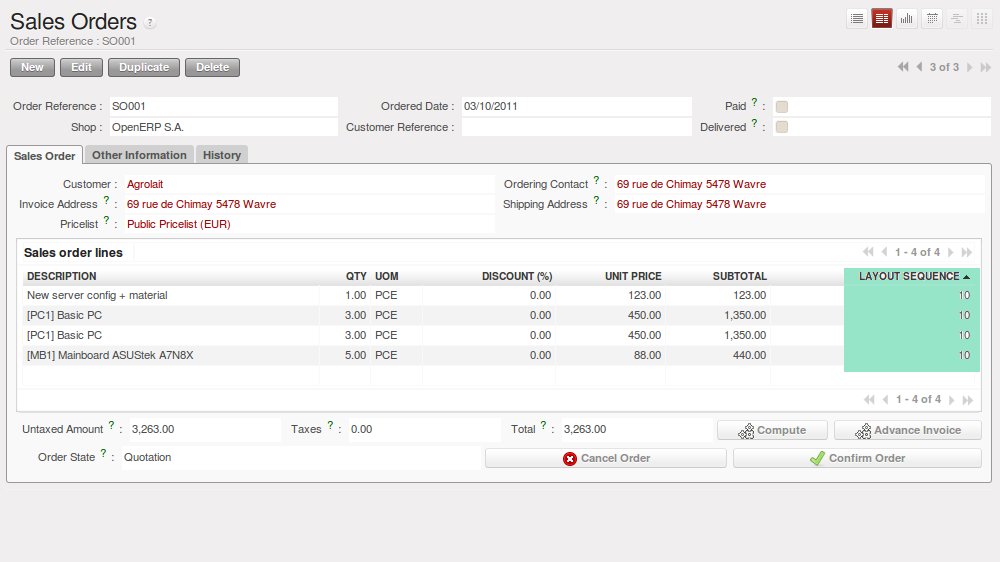 Sales Orders ?
Order Reference : SO001
New Edit Duplicate Delete 3 of 3
Order Reference : SO001 Ordered Date : 03/10/2011 Paid ? :
Shop : OpenERP S.A. Customer Reference : Delivered ? :
Sales Order Other Information History
Customer : Agrolait Ordering Contact ? : 69 rue de Chimay 5478 Wavre
Invoice Address ? : 69 rue de Chimay 5478 Wavre Shipping Address ? : 69 rue de Chimay 5478 Wavre
Pricelist ? : Public Pricelist (EUR)
Sales order lines 1 - 4 of 4
DESCRIPTION QTY UOM DISCOUNT (%) UNIT PRICE SUBTOTAL LAYOUT SEQUENCE
New server config + material 1.00 PCE 0.00 123.00 123.00 10
[PC1] Basic PC 3.00 PCE 0.00 450.00 1,350.00 10
[PC1] Basic PC 3.00 PCE 0.00 450.00 1,350.00 10
[MB1] Mainboard ASUStek A7N8X 5.00 PCE 0.00 88.00 440.00 10
1 - 4 of 4
Untaxed Amount ? : 3,263.00 Taxes ? : 0.00 Total ? : 3,263.00 Compute Advance Invoice
Order State ? : Quotation Cancel Order Confirm Order